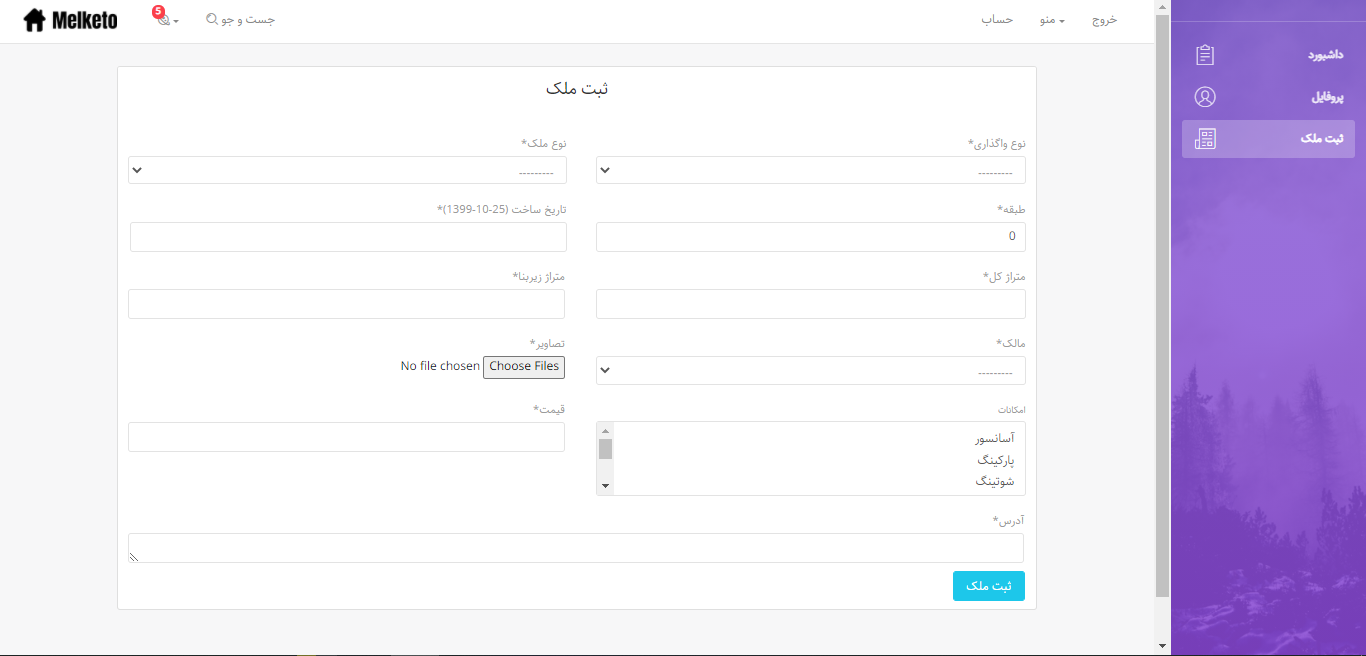 خروج
منو
حساب
جست و جو
5
Melketo
داشبورد
پروفایل
ثبت ملک
ثبت ملک
نوع واگذاری*
نوع ملک*
---------
---------
طبقه*
تاریخ ساخت (25-10-1399)*
0
متراژ کل*
متراژ زیربنا*
مالک*
تصاویر*
---------
Choose Files No file chosen
امکانات
قیمت*
آسانسور
پارکینگ
شوتینگ
آدرس*
ثبت ملک